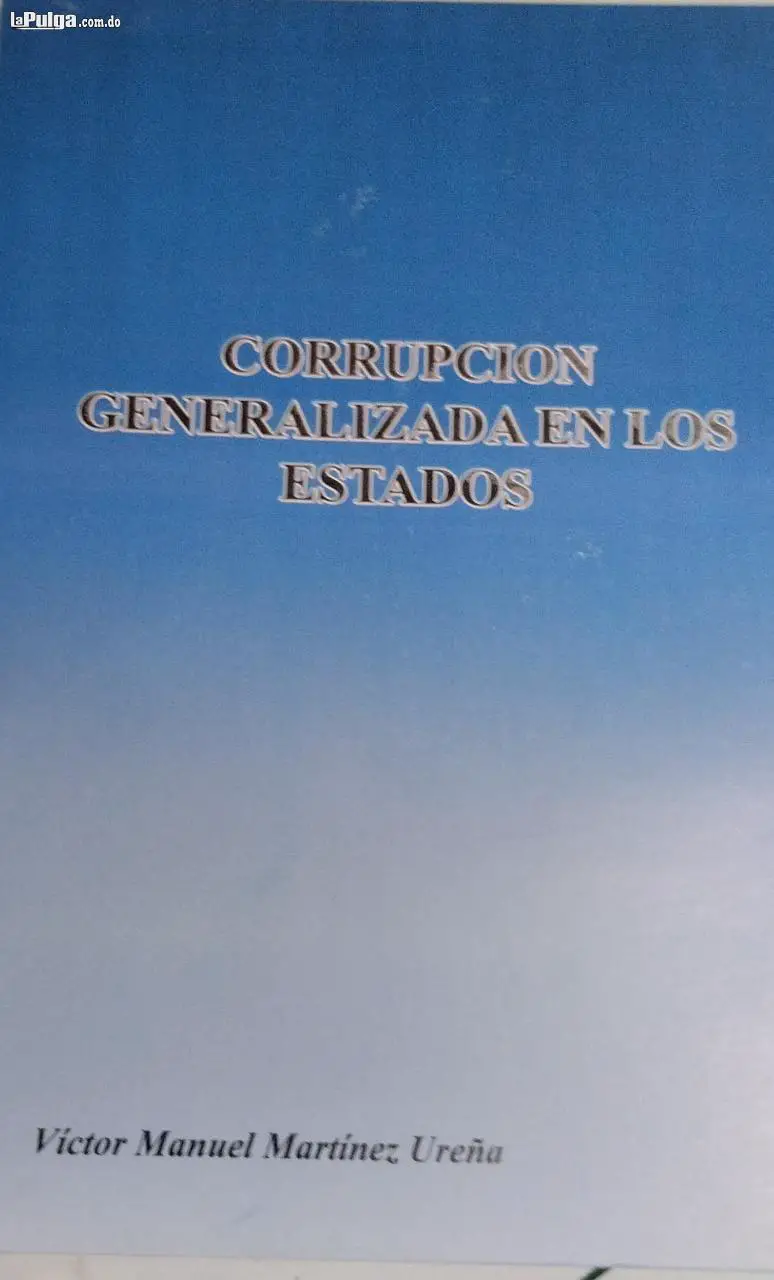 laPulga.com.do
CORRUPCION
GENERALIZADA EN LOS
ESTADOS
Víctor Manuel Martínez Ureña